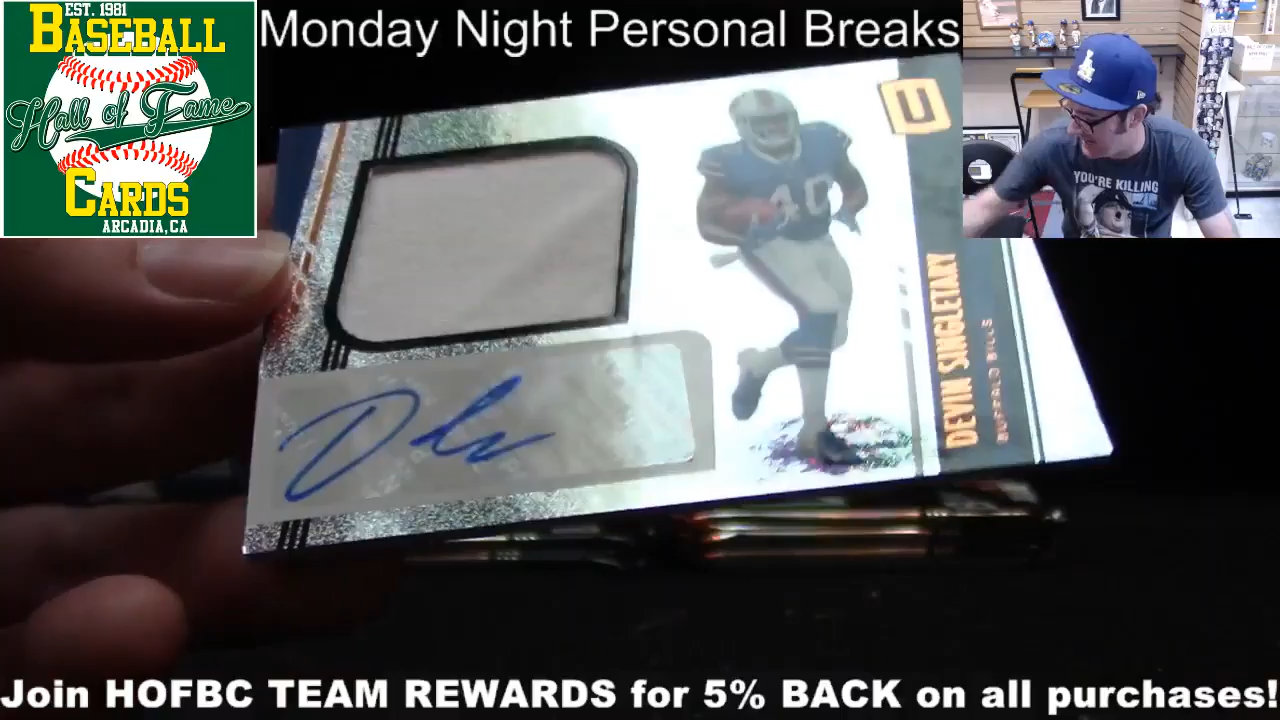 EST. 1981
BASEBALL
Hall of Fame
CARDS
ARCADIA, CA
Monday Night Personal Breaks
40
DEVIN SINGLETARY
BUFFALO BILLS
YOU'RE KILLING
Join HOFBC TEAM REWARDS for 5% BACK on all purchases!